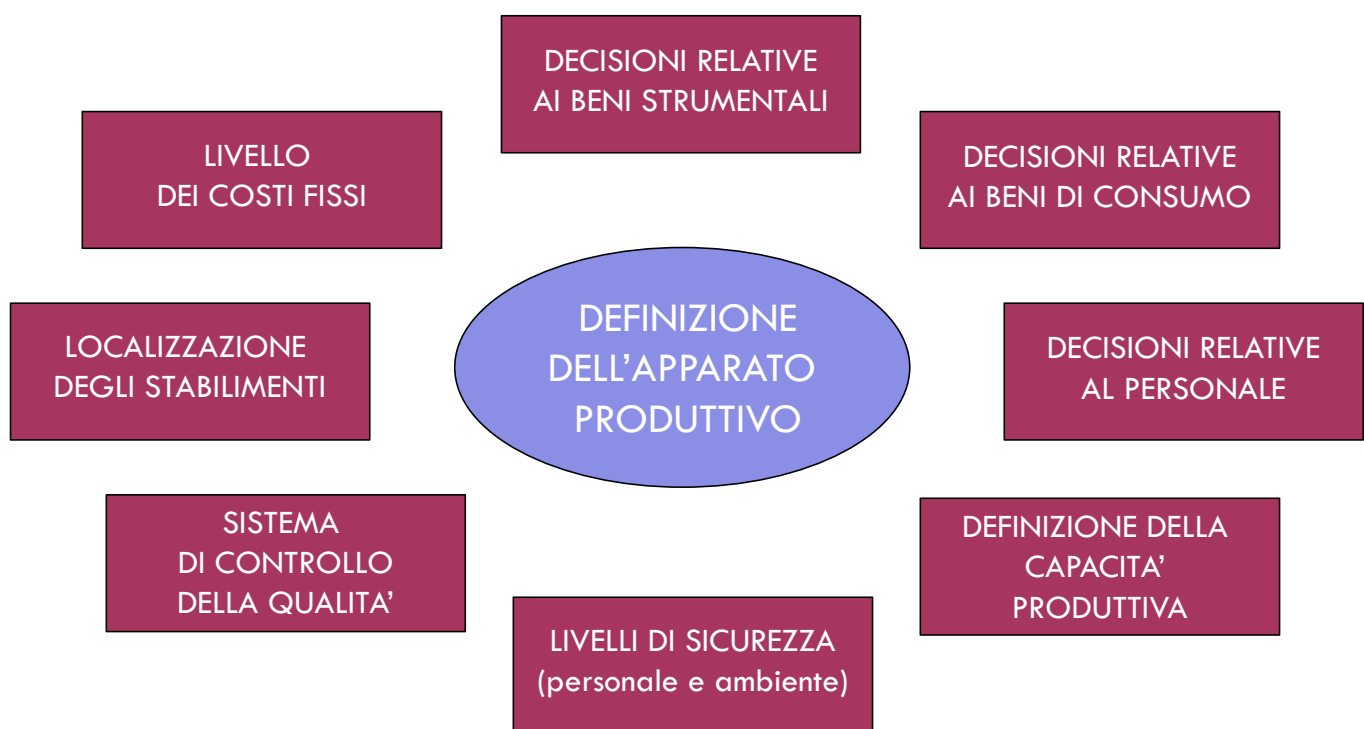 DECISIONI RELATIVE
AI BENI STRUMENTALI
LIVELLO
DEI COSTI FISSI
DECISIONI RELATIVE
AI BENI DI CONSUMO
DEFINIZIONE
DELL'APPARATO
PRODUTTIVO
LOCALIZZAZIONE
DEGLI STABILIMENTI
DECISIONI RELATIVE
AL PERSONALE
SISTEMA
DI CONTROLLO
DELLA QUALITA'
DEFINIZIONE DELLA
CAPACITA'
PRODUTTIVA
LIVELLI DI SICUREZZA
(personale e ambiente)